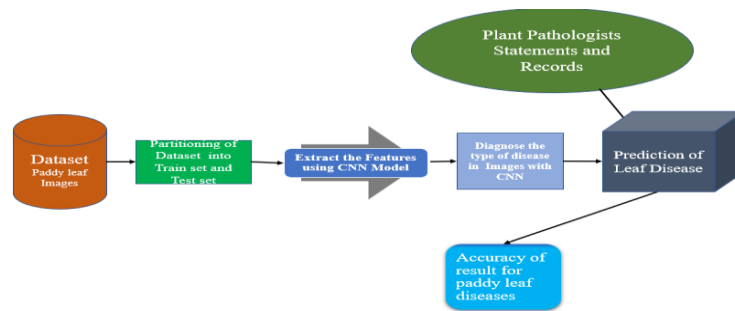 Plant Pathologists
Statements and
Records
Dataset
Paddy leaf
Images
Partitioning of
Dataset into
Train set and
Test set
Extract the Features
using CNN Model
Diagnose the
type of disease
in Images with
CNN
Prediction of
Leaf Disease
Accuracy of
result for
paddy leaf
diseases